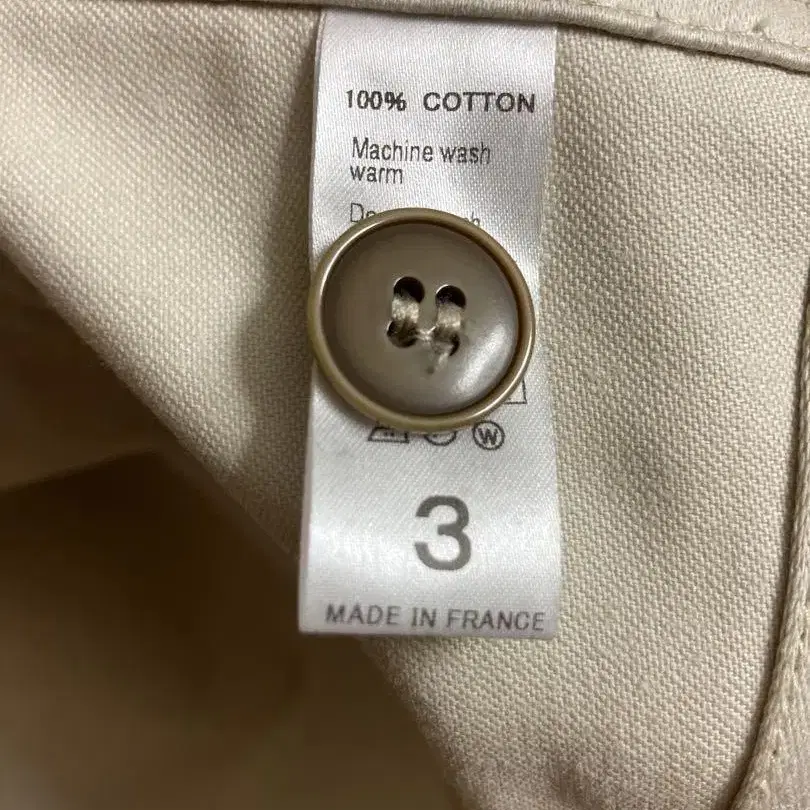 100% COTTON
Machine wash
warm
W
3
MADE IN FRANCE